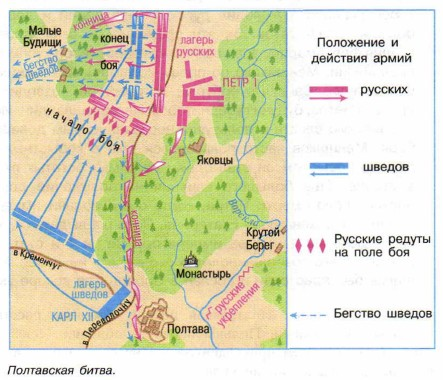 Малые
Будищи
конница
конец
боя
бегство
шведов
начало боя
лагерь
русских
ПЕТР I
Яковцы
Ворскла
конница
Крутой
Берег
Монастырь
в Кременчуг
лагерь
шведов
КАРЛ XII
в Переволочну
Полтава
русские
укрепления
Положение и
действия армий
русских
шведов
Русские редуты
на поле боя
Бегство шведов
Полтавская битва.